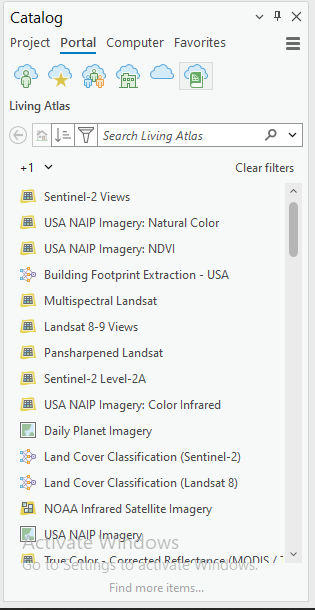 Catalog
Project Portal Computer Favorites
Living Atlas
Search Living Atlas
+1 Clear filters
Sentinel-2 Views
USA NAIP Imagery: Natural Color
USA NAIP Imagery: NDVI
Building Footprint Extraction - USA
Multispectral Landsat
Landsat 8-9 Views
Pansharpened Landsat
Sentinel-2 Level-2A
USA NAIP Imagery: Color Infrared
Daily Planet Imagery
Land Cover Classification (Sentinel-2)
Land Cover Classification (Landsat 8)
NOAA Infrared Satellite Imagery
USA NAIP Imagery
Activate Windows
True Color - Corrected Reflectance (MODIS /
Go to Settings to activate Windows.
Find more items...